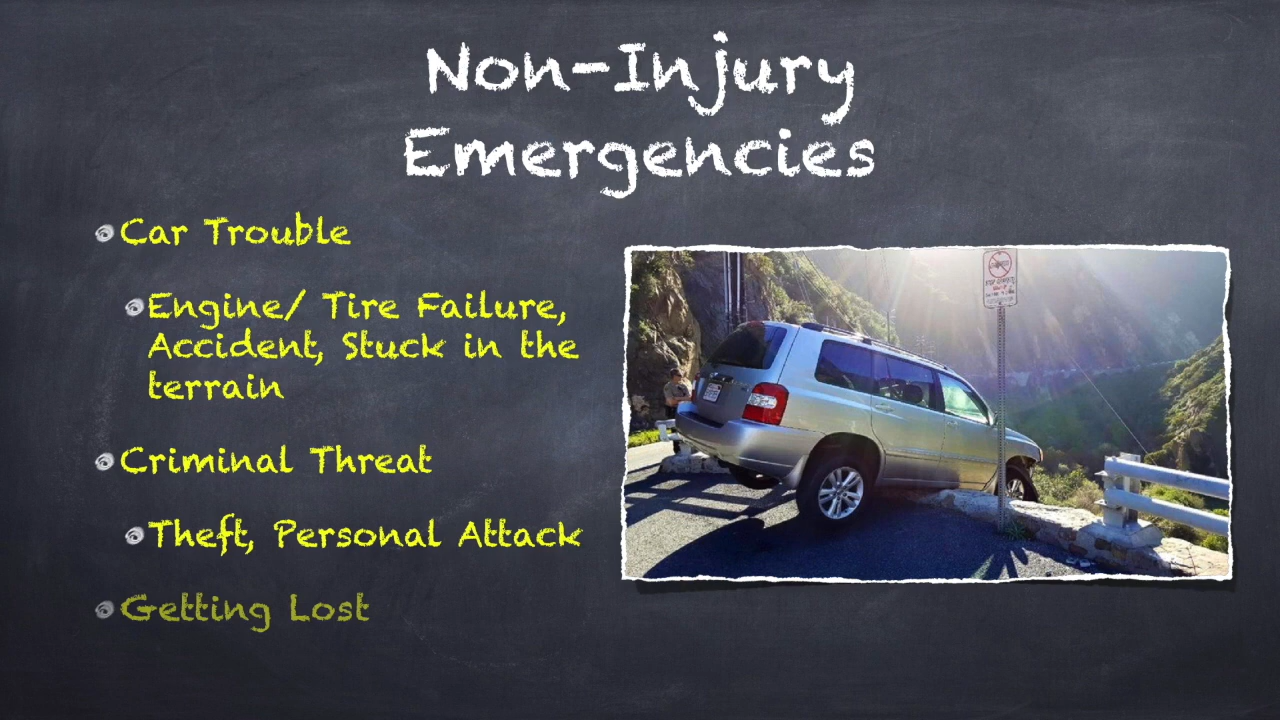 Non-Injury
Emergencies
Car Trouble
Engine/ Tire Failure,
Accident, Stuck in the
terrain
Criminal Threat
Theft, Personal Attack
Getting Lost